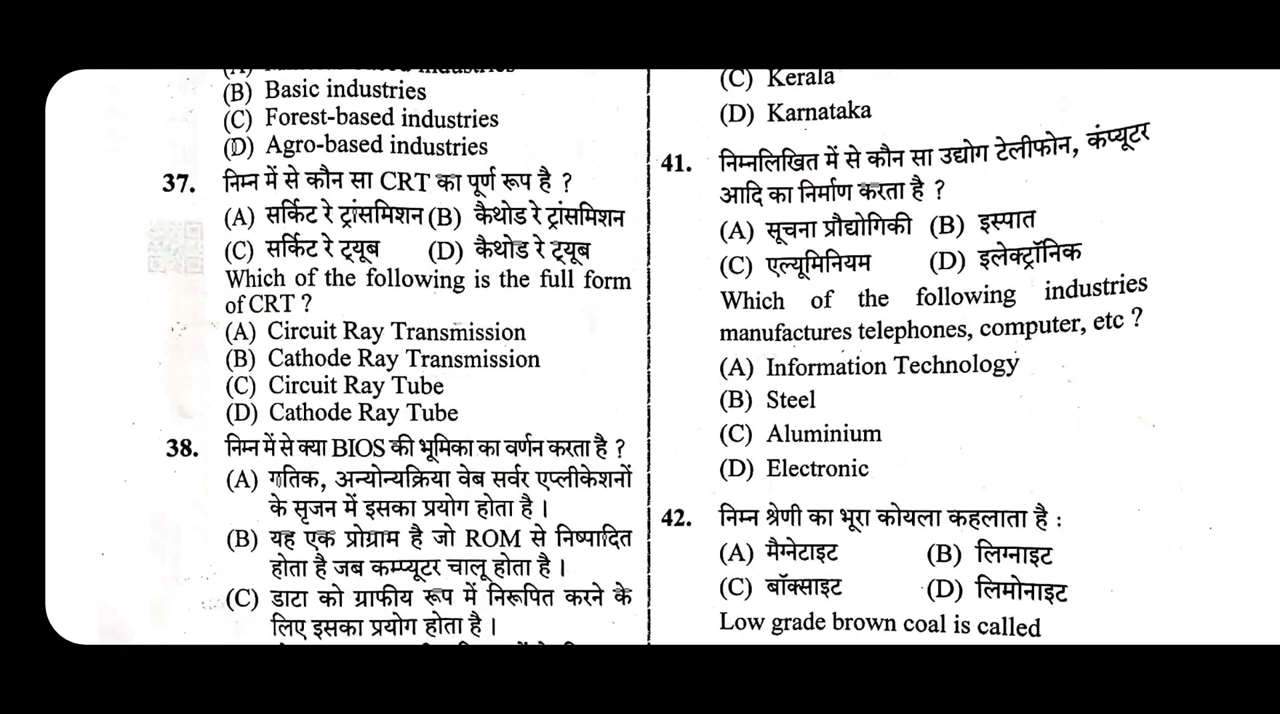 (B) Basic industries
(C) Forest-based industries
(D) Agro-based industries
37. निम्न में से कौन सा CRT का पूर्ण रूप है ?
(A) सर्किट रे ट्रांसमिशन (B) कैथोड रे ट्रांसमिशन
(C) सर्किट रे ट्यूब (D) कैथोड रे ट्यूब
Which of the following is the full form
of CRT ?
(A) Circuit Ray Transmission
(B) Cathode Ray Transmission
(C) Circuit Ray Tube
(D) Cathode Ray Tube
38. निम्न में से क्या BIOS की भूमिका का वर्णन करता है ?
(A) गतिक, अन्योन्यक्रिया वेब सर्वर एप्लीकेशनों
के सृजन में इसका प्रयोग होता है ।
(B) यह एक प्रोग्राम है जो ROM से निष्पादित
होता है जब कम्प्यूटर चालू होता है ।
(C) डाटा को ग्राफीय रूप में निरूपित करने के
लिए इसका प्रयोग होता है ।
(C) Kerala
(D) Karnataka
41. निम्नलिखित में से कौन सा उद्योग टेलीफोन, कंप्यूटर
आदि का निर्माण करता है ?
(A) सूचना प्रौद्योगिकी (B) इस्पात
(C) एल्यूमिनियम (D) इलेक्ट्रॉनिक
Which of the following industries
manufactures telephones, computer, etc ?
(A) Information Technology
(B) Steel
(C) Aluminium
(D) Electronic
42. निम्न श्रेणी का भूरा कोयला कहलाता है :
(A) मैग्नेटाइट (B) लिग्नाइट
(C) बॉक्साइट (D) लिमोनाइट
Low grade brown coal is called